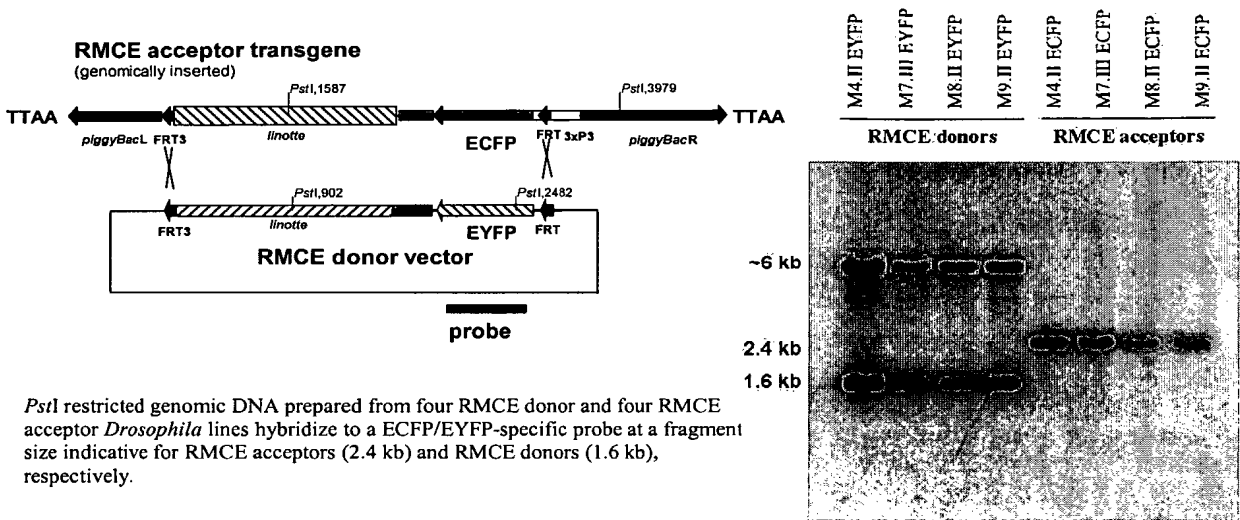 RMCE acceptor transgene
(genomically inserted)
PstI,1587
PstI,3979
TTAA
TTAA
piggyBacL
FRT3
linotte
ECFP
FRT
3xP3
piggyBacR
PstI,902
PstI,2482
FRT3
linotte
EYFP
FRT
RMCE donor vector
probe
PstI restricted genomic DNA prepared from four RMCE donor and four RMCE
acceptor Drosophila lines hybridize to a ECFP/EYFP-specific probe at a fragment
size indicative for RMCE acceptors (2.4 kb) and RMCE donors (1.6 kb),
respectively.
M4.II EYFP
M7.III EYFP
M8.II EYFP
M9.II EYFP
M4.II ECFP
M7.III ECFP
M8.II ECFP
M9.II ECFP
RMCE donors
RMCE acceptors
~6 kb
2.4 kb
1.6 kb